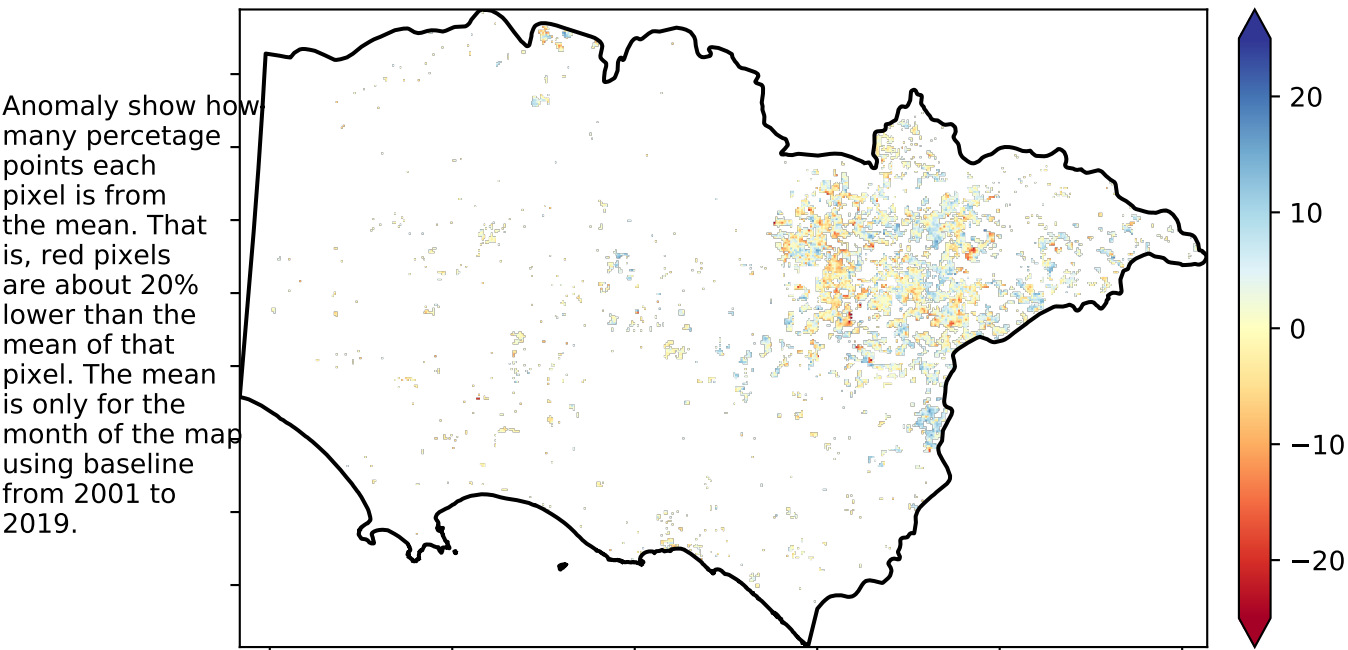 Anomaly show how
many percetage
points each
pixel is from
the mean. That
is, red pixels
are about 20%
lower than the
mean of that
pixel. The mean
is only for the
month of the map
using baseline
from 2001 to
2019.
20
10
0
−10
−20